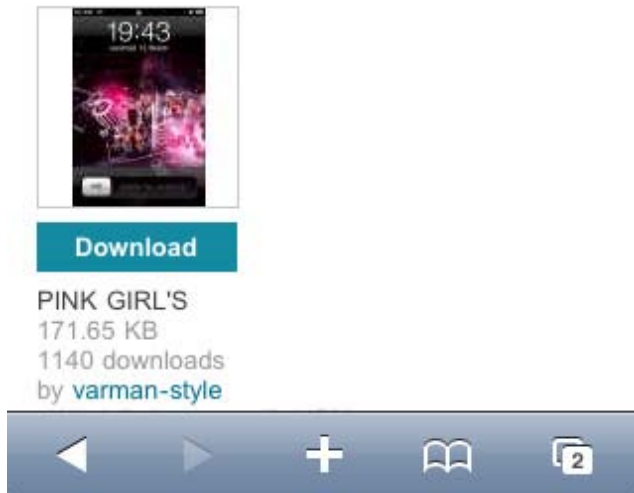 19:43
Download
PINK GIRL'S
171.65 KB
1140 downloads
by varman-style
2